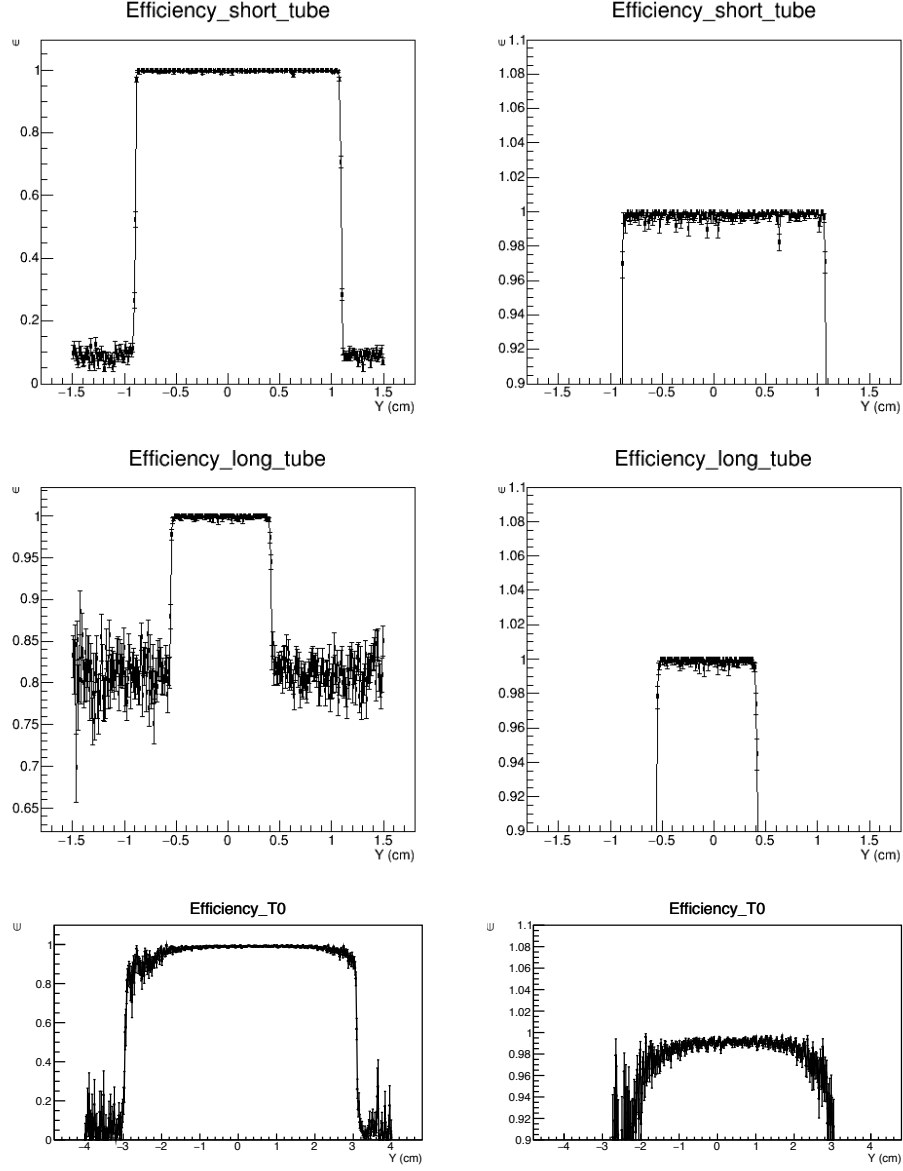 Efficiency_short_tube
ϵ
1
0.8
0.6
0.4
0.2
0
−1.5 −1 −0.5 0 0.5 1 1.5
Y (cm)
Efficiency_short_tube
ϵ
1.1
1.08
1.06
1.04
1.02
1
0.98
0.96
0.94
0.92
0.9
−1.5 −1 −0.5 0 0.5 1 1.5
Y (cm)
Efficiency_long_tube
ϵ
1
0.95
0.9
0.85
0.8
0.75
0.7
0.65
−1.5 −1 −0.5 0 0.5 1 1.5
Y (cm)
Efficiency_long_tube
ϵ
1.1
1.08
1.06
1.04
1.02
1
0.98
0.96
0.94
0.92
0.9
−1.5 −1 −0.5 0 0.5 1 1.5
Y (cm)
Efficiency_T0
ϵ
1
0.8
0.6
0.4
0.2
0
−4 −3 −2 −1 0 1 2 3 4
Y (cm)
Efficiency_T0
ϵ
1.1
1.08
1.06
1.04
1.02
1
0.98
0.96
0.94
0.92
0.9
−4 −3 −2 −1 0 1 2 3 4
Y (cm)